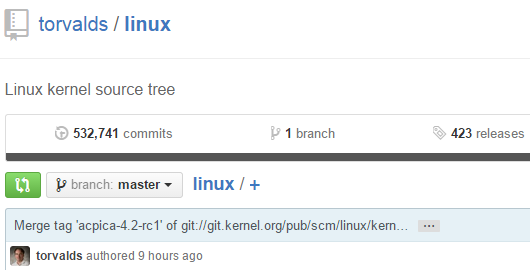 torvalds / linux
Linux kernel source tree
532,741 commits 1 branch 423 releases
branch: master linux / +
Merge tag 'acpica-4.2-rc1' of git://git.kernel.org/pub/scm/linux/kern… ...
torvalds authored 9 hours ago